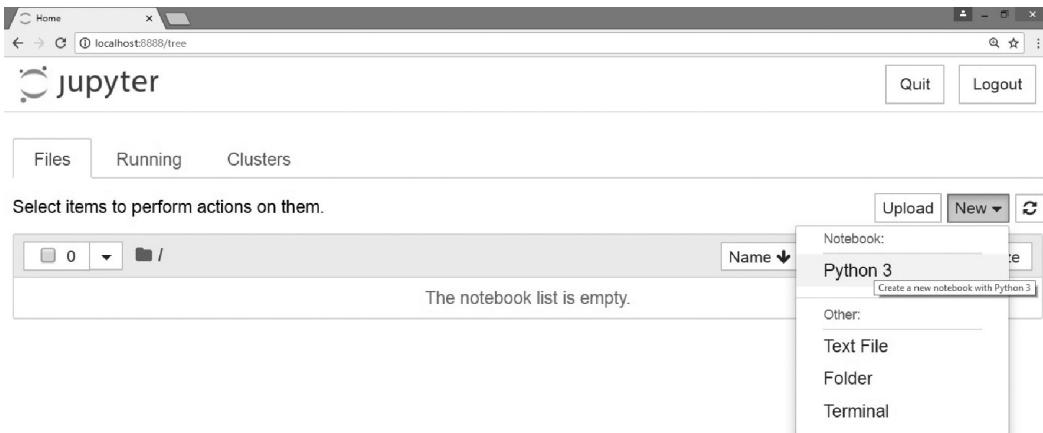 Home
localhost:8888/tree
jupyter
Quit Logout
Files Running Clusters
Select items to perform actions on them.
Upload New
0 / Name
Notebook:
Python 3
Create a new notebook with Python 3
The notebook list is empty.
Other:
Text File
Folder
Terminal